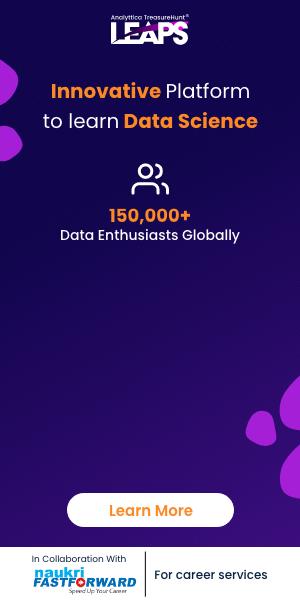 Analyttica TreasureHunt®
LEAPS
Innovative Platform
to learn Data Science
150,000+
Data Enthusiasts Globally
Learn More
In Collaboration With
naukri
FASTFORWARD
Speed Up Your Career
For career services